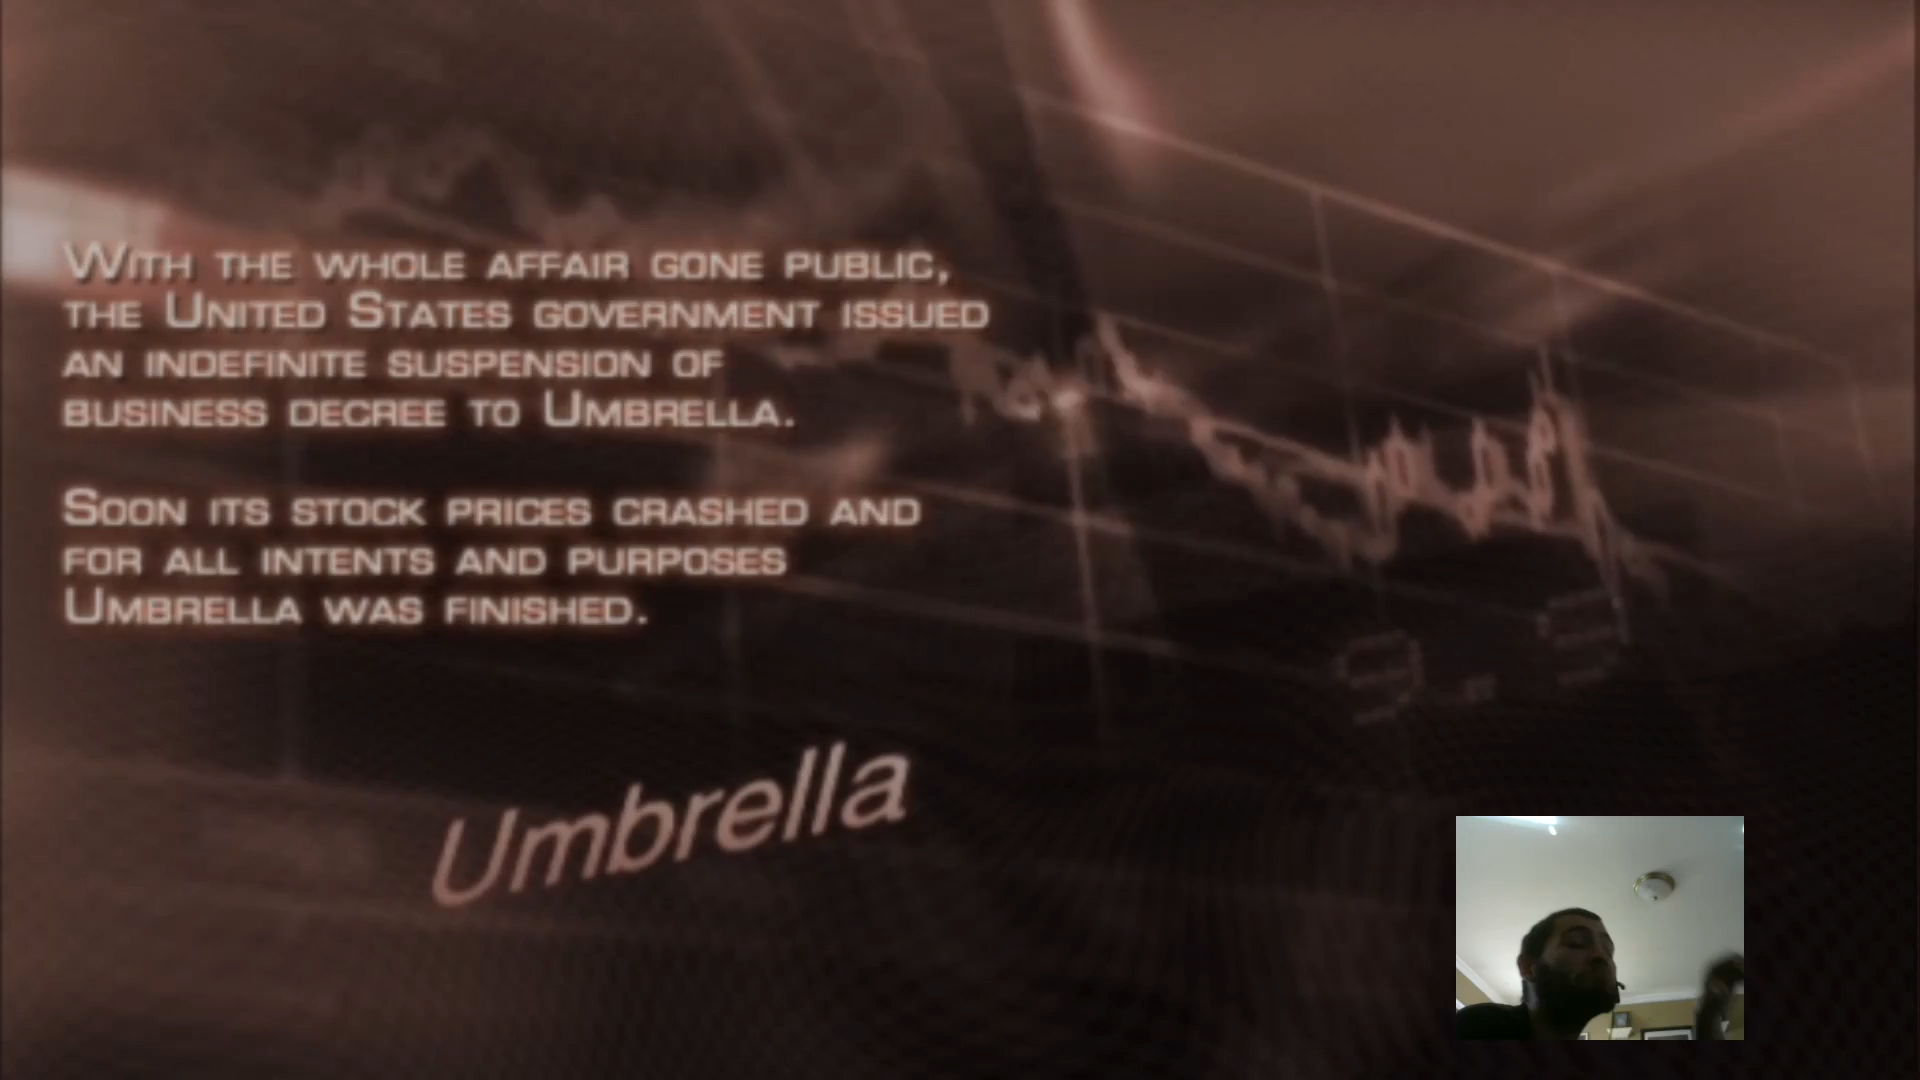 With the whole affair gone public,
the United States government issued
an indefinite suspension of
business decree to Umbrella.
Soon its stock prices crashed and
for all intents and purposes
Umbrella was finished.
Umbrella